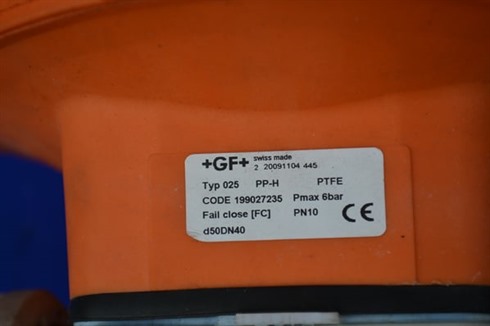 +GF+ swiss made
2 20091104 445
Typ 025 PP-H PTFE
CODE 199027235 Pmax 6bar
Fail close [FC] PN10 CE
d50DN40